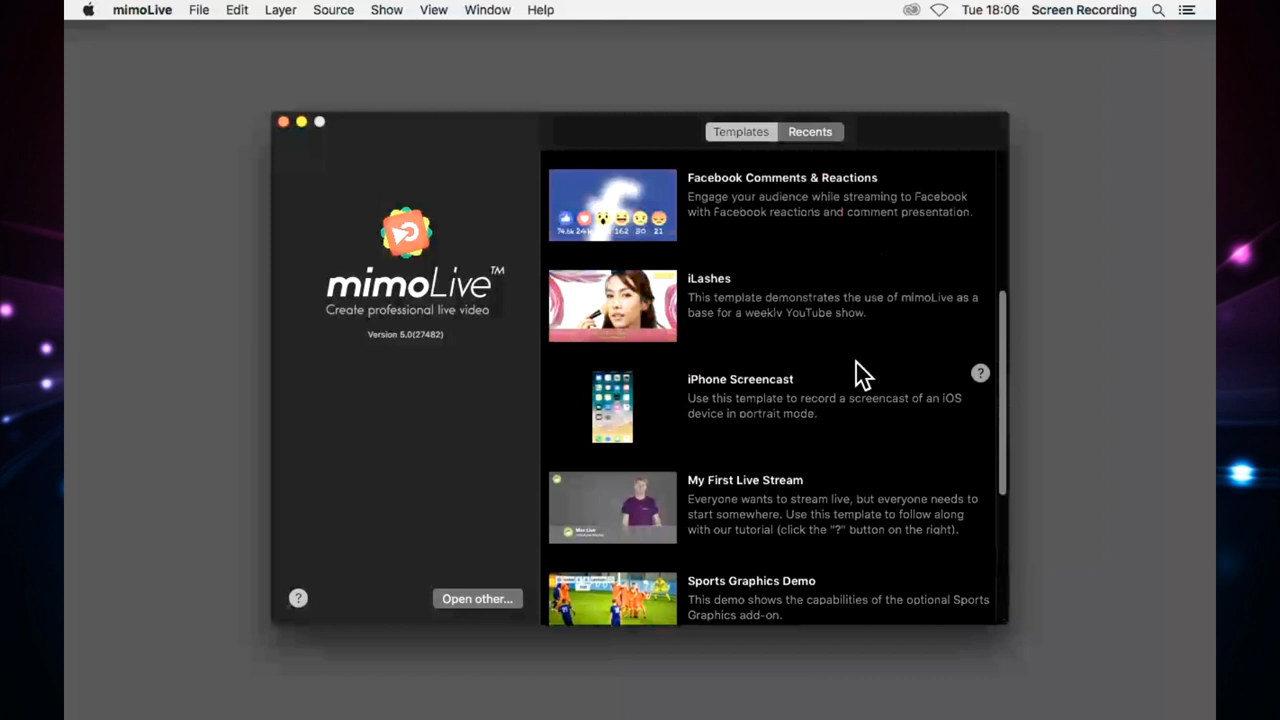 mimoLive File Edit Layer Source Show View Window Help Tue 18:06 Screen Recording
Templates Recents
mimoLive™
Create professional live video
Version 5.0(27482)
? Open other...
Facebook Comments & Reactions
Engage your audience while streaming to Facebook
with Facebook reactions and comment presentation.
iLashes
This template demonstrates the use of mimoLive as a
base for a weekly YouTube show.
iPhone Screencast
?
Use this template to record a screencast of an iOS
device in portrait mode.
My First Live Stream
Everyone wants to stream live, but everyone needs to
start somewhere. Use this template to follow along
with our tutorial (click the "?" button on the right).
Sports Graphics Demo
This demo shows the capabilities of the optional Sports
Graphics add-on.